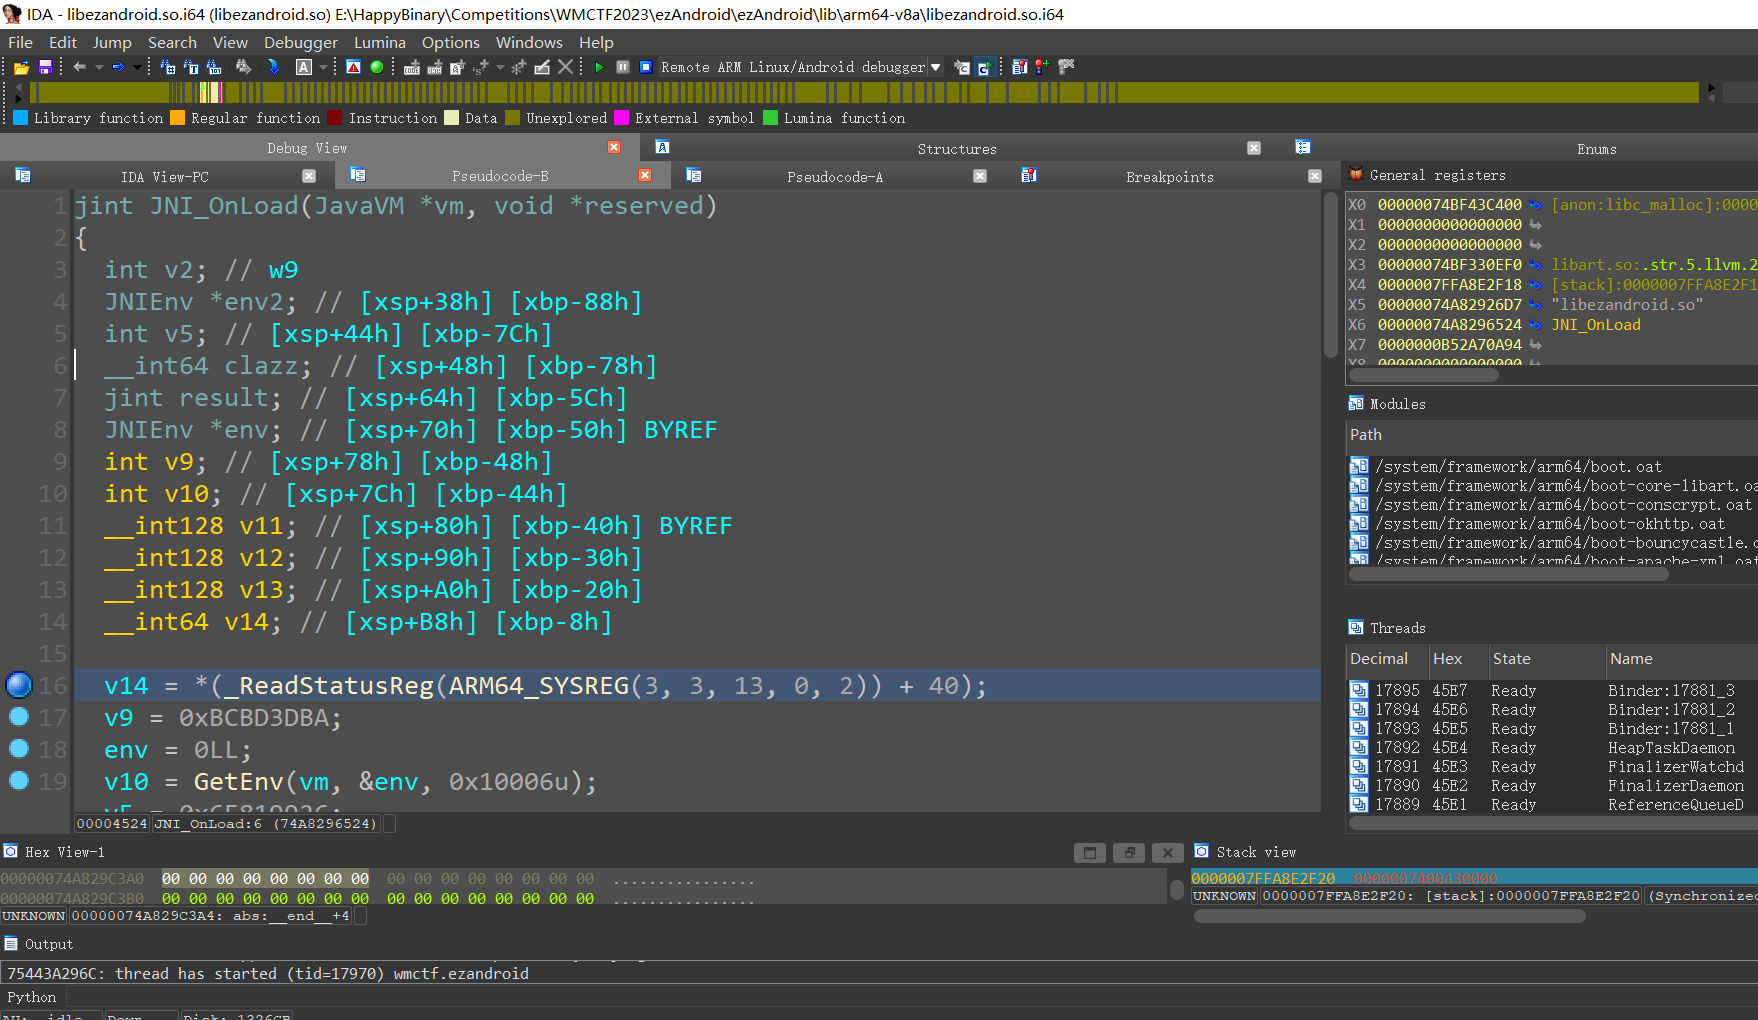 IDA - libezandroid.so.i64 (libezandroid.so) E:\HappyBinary\Competitions\WMCTF2023\ezAndroid\ezAndroid\lib\arm64-v8a\libezandroid.so.i64
File Edit Jump Search View Debugger Lumina Options Windows Help
Remote ARM Linux/Android debugger
Library function Regular function Instruction Data Unexplored External symbol Lumina function
Debug View Structures Enums
IDA View-PC Pseudocode-B Pseudocode-A Breakpoints
1 jint JNI_OnLoad(JavaVM *vm, void *reserved)
2 {
3 int v2; // w9
4 JNIEnv *env2; // [xsp+38h] [xbp-88h]
5 int v5; // [xsp+44h] [xbp-7Ch]
6 __int64 clazz; // [xsp+48h] [xbp-78h]
7 jint result; // [xsp+64h] [xbp-5Ch]
8 JNIEnv *env; // [xsp+70h] [xbp-50h] BYREF
9 int v9; // [xsp+78h] [xbp-48h]
10 int v10; // [xsp+7Ch] [xbp-44h]
11 __int128 v11; // [xsp+80h] [xbp-40h] BYREF
12 __int128 v12; // [xsp+90h] [xbp-30h]
13 __int128 v13; // [xsp+A0h] [xbp-20h]
14 __int64 v14; // [xsp+B8h] [xbp-8h]
15
16 v14 = *(_ReadStatusReg(ARM64_SYSREG(3, 3, 13, 0, 2)) + 40);
17 v9 = 0xBCBD3DBA;
18 env = 0LL;
19 v10 = GetEnv(vm, &env, 0x10006u);
00004524 JNI_OnLoad:6 (74A8296524)
General registers
X0 00000074BF43C400 [anon:libc_malloc]:0000
X1 0000000000000000
X2 0000000000000000
X3 00000074BF330EF0 libart.so:.str.5.llvm.2
X4 0000007FFA8E2F18 [stack]:0000007FFA8E2F1
X5 00000074A82926D7 "libezandroid.so"
X6 00000074A8296524 JNI_OnLoad
X7 0000000B52A70A94
X8 0000000000000000
Modules
Path
/system/framework/arm64/boot.oat
/system/framework/arm64/boot-core-libart.oa
/system/framework/arm64/boot-conscrypt.oat
/system/framework/arm64/boot-okhttp.oat
/system/framework/arm64/boot-bouncycastle.o
/system/framework/arm64/boot-apache-xml.oat
Threads
Decimal Hex State Name
17895 45E7 Ready Binder:17881_3
17894 45E6 Ready Binder:17881_2
17893 45E5 Ready Binder:17881_1
17892 45E4 Ready HeapTaskDaemon
17891 45E3 Ready FinalizerWatchd
17890 45E2 Ready FinalizerDaemon
17889 45E1 Ready ReferenceQueueD
Hex View-1
00000074A829C3A0 00 00 00 00 00 00 00 00 00 00 00 00 00 00 00 00 ................
00000074A829C3B0 00 00 00 00 00 00 00 00 00 00 00 00 00 00 00 00 ................
UNKNOWN 00000074A829C3A4: abs:__end__+4
Stack view
0000007FFA8E2F20 0000007400430000
UNKNOWN 0000007FFA8E2F20: [stack]:0000007FFA8E2F20 (Synchronized
Output
75443A296C: thread has started (tid=17970) wmctf.ezandroid
Python
AU: idle Down Disk: 1326GB